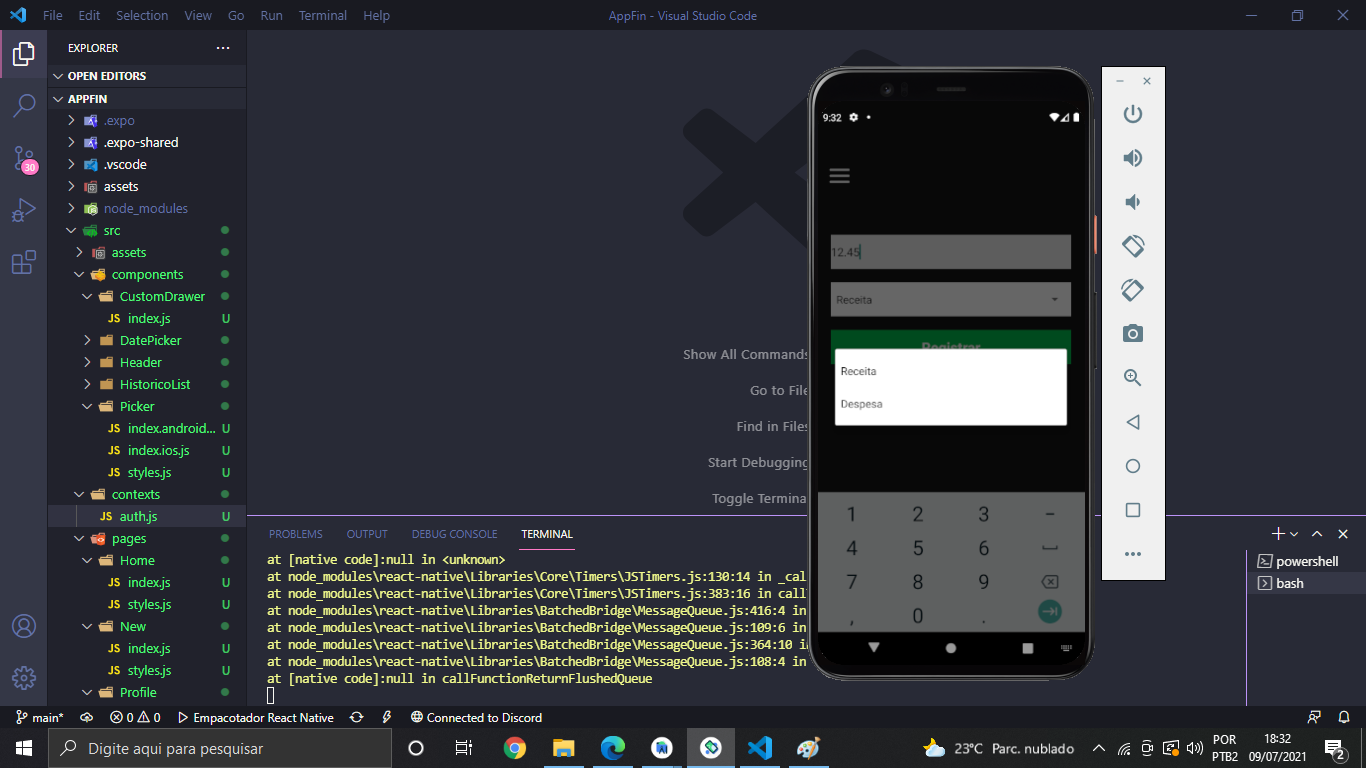 File Edit Selection View Go Run Terminal Help
AppFin - Visual Studio Code
EXPLORER
OPEN EDITORS
APPFIN
.expo
.expo-shared
.vscode
assets
node_modules
src
assets
components
CustomDrawer
JS index.js U
DatePicker
Header
HistoricoList
Picker
JS index.android... U
JS index.ios.js U
JS styles.js U
contexts
JS auth.js U
pages
Home
JS index.js U
JS styles.js U
New
JS index.js U
JS styles.js U
Profile
30
Show All Commands
Go to File
Find in Files
Start Debugging
Toggle Termina
PROBLEMS OUTPUT DEBUG CONSOLE TERMINAL
at [native code]:null in <unknown>
at node_modules\react-native\Libraries\Core\Timers\JSTimers.js:130:14 in _cal
at node_modules\react-native\Libraries\Core\Timers\JSTimers.js:383:16 in call
at node_modules\react-native\Libraries\BatchedBridge\MessageQueue.js:416:4 in
at node_modules\react-native\Libraries\BatchedBridge\MessageQueue.js:109:6 in
at node_modules\react-native\Libraries\BatchedBridge\MessageQueue.js:364:10 i
at node_modules\react-native\Libraries\BatchedBridge\MessageQueue.js:108:4 in
at [native code]:null in callFunctionReturnFlushedQueue
powershell
bash
9:32
12.45
Receita
Registrar
Receita
Despesa
1 2 3 -
4 5 6
7 8 9
, 0 .
main* 0 0 Empacotador React Native Connected to Discord
Digite aqui para pesquisar
23°C Parc. nublado
POR
PTB2
18:32
09/07/2021
2